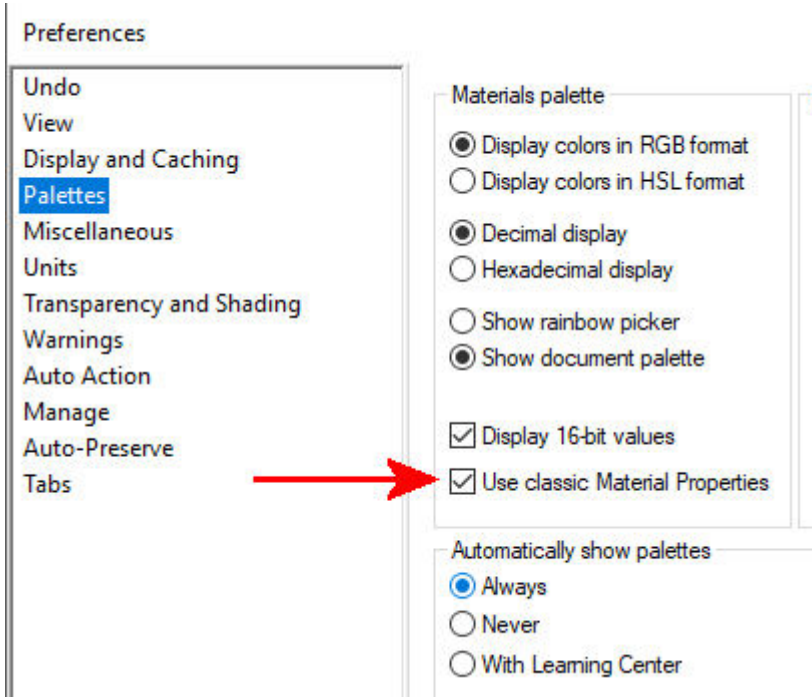 Preferences
Undo
View
Display and Caching
Palettes
Miscellaneous
Units
Transparency and Shading
Warnings
Auto Action
Manage
Auto-Preserve
Tabs
Materials palette
Display colors in RGB format
Display colors in HSL format
Decimal display
Hexadecimal display
Show rainbow picker
Show document palette
Display 16-bit values
Use classic Material Properties
Automatically show palettes
Always
Never
With Learning Center